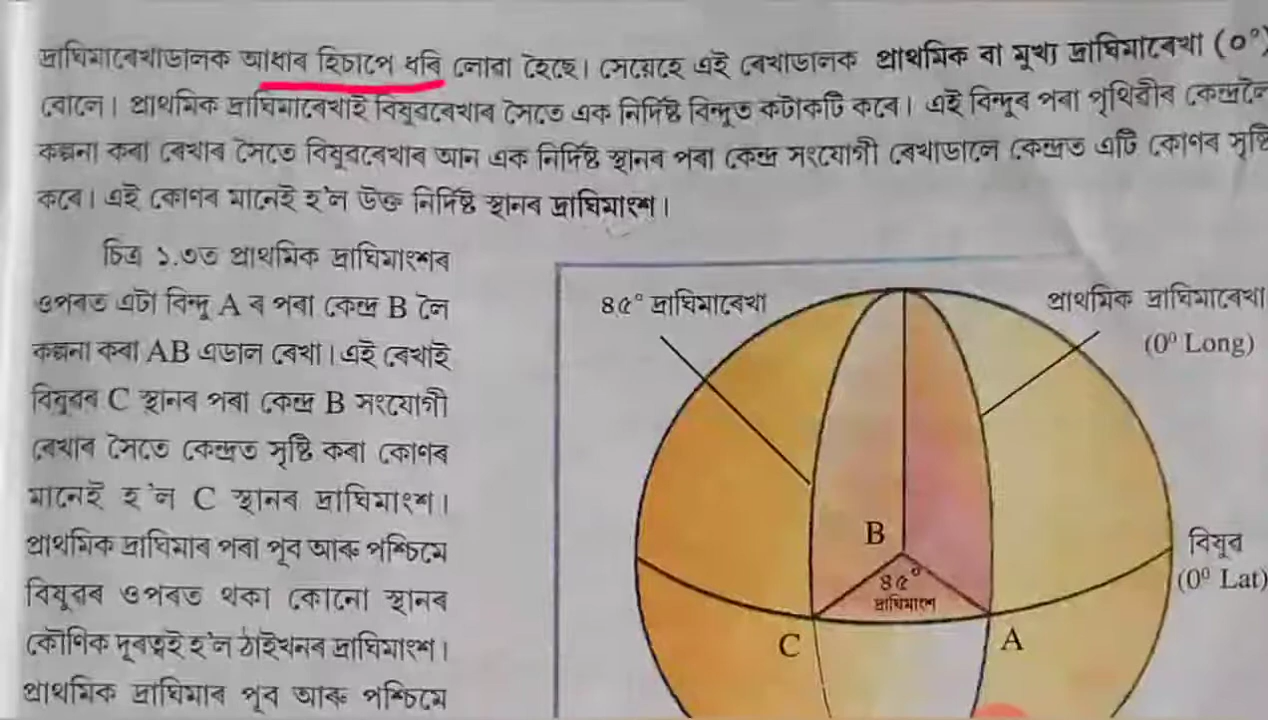 দ্ৰাঘিমাৰেখাডালক আধাৰ হিচাপে ধৰি লোৱা হৈছে। সেয়েহে এই ৰেখাডালক প্ৰাথমিক বা মুখ্য দ্ৰাঘিমাৰেখা (০°)
বোলে। প্ৰাথমিক দ্ৰাঘিমাৰেখাই বিষুৱৰেখাৰ সৈতে এক নিৰ্দিষ্ট বিন্দুত কটাকটি কৰে। এই বিন্দুৰ পৰা পৃথিৱীৰ কেন্দ্ৰলৈ
কল্পনা কৰা ৰেখাৰ সৈতে বিষুৱৰেখাৰ আন এক নিৰ্দিষ্ট স্থানৰ পৰা কেন্দ্ৰ সংযোগী ৰেখাডালে কেন্দ্ৰত এটি কোণৰ সৃষ্টি
কৰে। এই কোণৰ মানেই হ'ল উক্ত নিৰ্দিষ্ট স্থানৰ দ্ৰাঘিমাংশ।
চিত্ৰ ১.৩ত প্ৰাথমিক দ্ৰাঘিমাংশৰ
ওপৰত এটা বিন্দু A ৰ পৰা কেন্দ্ৰ B লৈ
কল্পনা কৰা AB এডাল ৰেখা। এই ৰেখাই
বিষুৱৰ C স্থানৰ পৰা কেন্দ্ৰ B সংযোগী
ৰেখাৰ সৈতে কেন্দ্ৰত সৃষ্টি কৰা কোণৰ
মানেই হ'ল C স্থানৰ দ্ৰাঘিমাংশ।
প্ৰাথমিক দ্ৰাঘিমাৰ পৰা পূব আৰু পশ্চিমে
বিষুৱৰ ওপৰত থকা কোনো স্থানৰ
কৌণিক দূৰত্বই হ'ল ঠাইখনৰ দ্ৰাঘিমাংশ।
প্ৰাথমিক দ্ৰাঘিমাৰ পূব আৰু পশ্চিমে
৪৫° দ্ৰাঘিমাৰেখা
প্ৰাথমিক দ্ৰাঘিমাৰেখা
(0° Long)
B
৪৫°
দ্ৰাঘিমাংশ
বিষুৱ
(0° Lat)
C
A